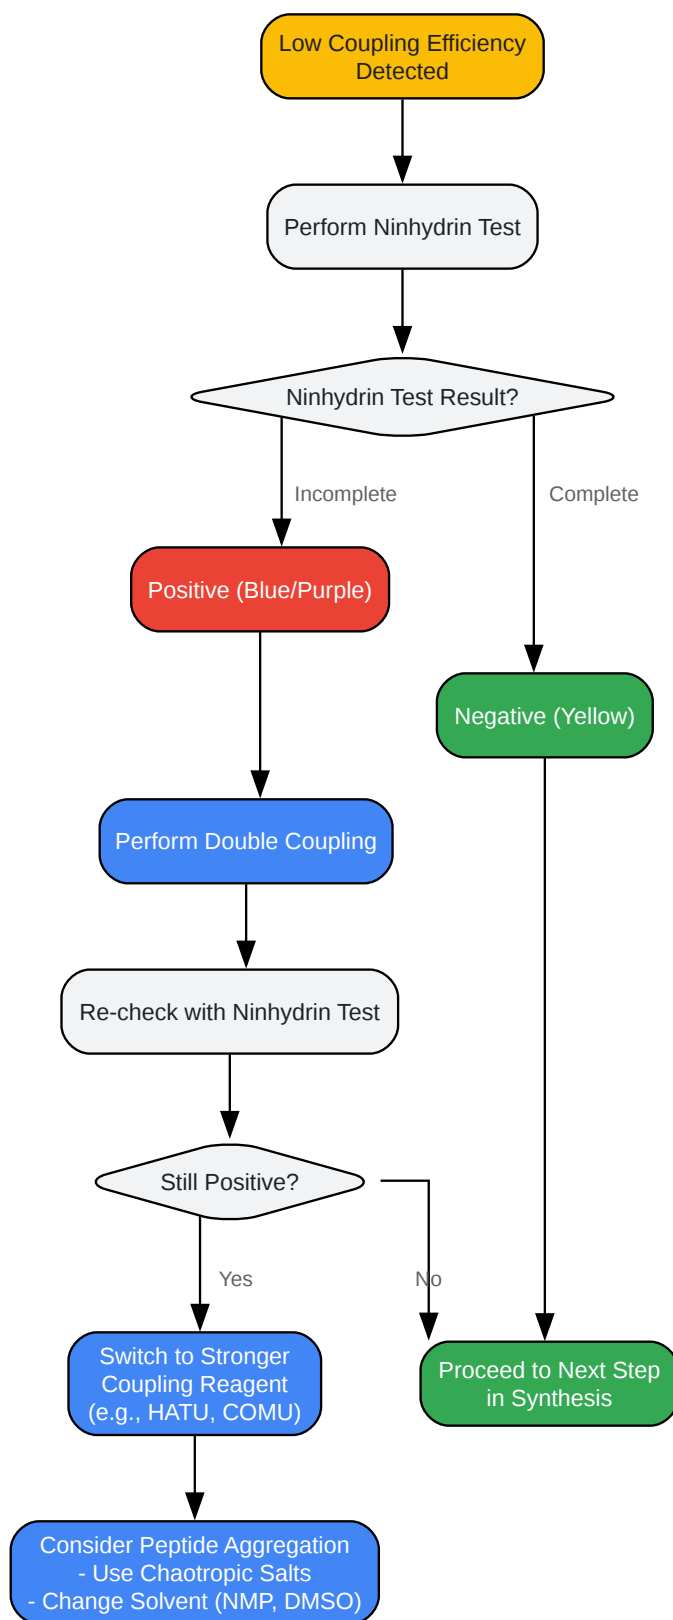 Low Coupling Efficiency
Detected
Perform Ninhydrin Test
Ninhydrin Test Result?
Incomplete
Complete
Positive (Blue/Purple)
Negative (Yellow)
Perform Double Coupling
Re-check with Ninhydrin Test
Still Positive?
Yes
No
Switch to Stronger
Coupling Reagent
(e.g., HATU, COMU)
Proceed to Next Step
in Synthesis
Consider Peptide Aggregation
- Use Chaotropic Salts
- Change Solvent (NMP, DMSO)